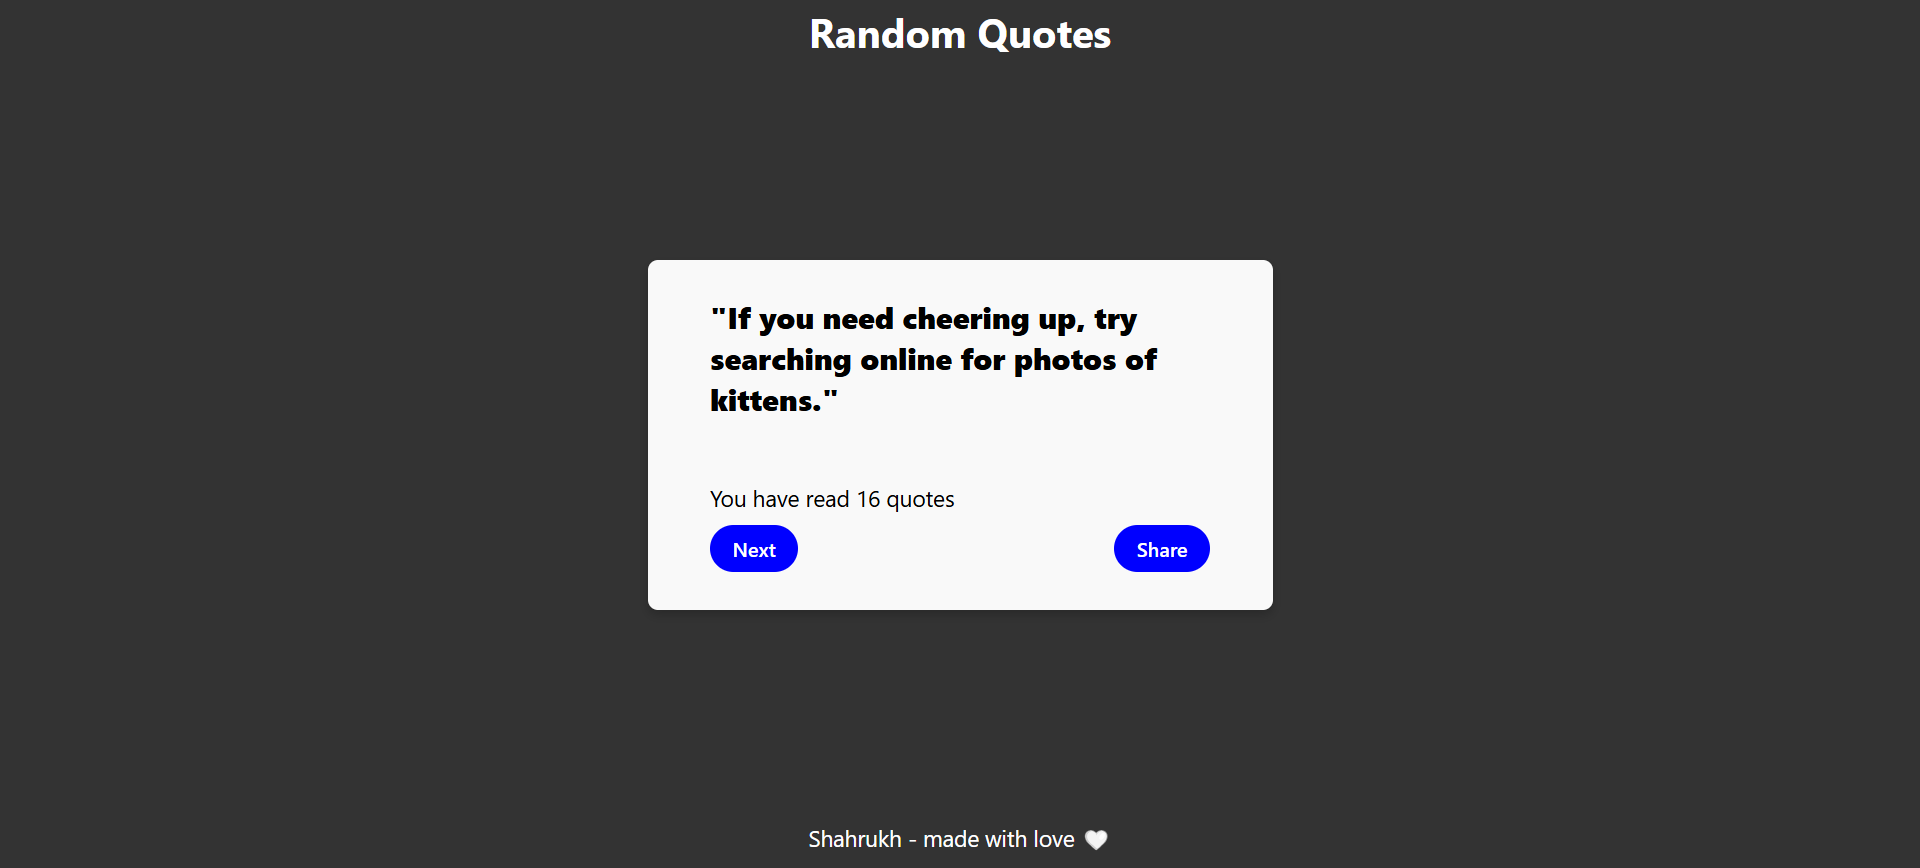 Random Quotes
"If you need cheering up, try
searching online for photos of
kittens."
You have read 16 quotes
Next
Share
Shahrukh - made with love 🤍